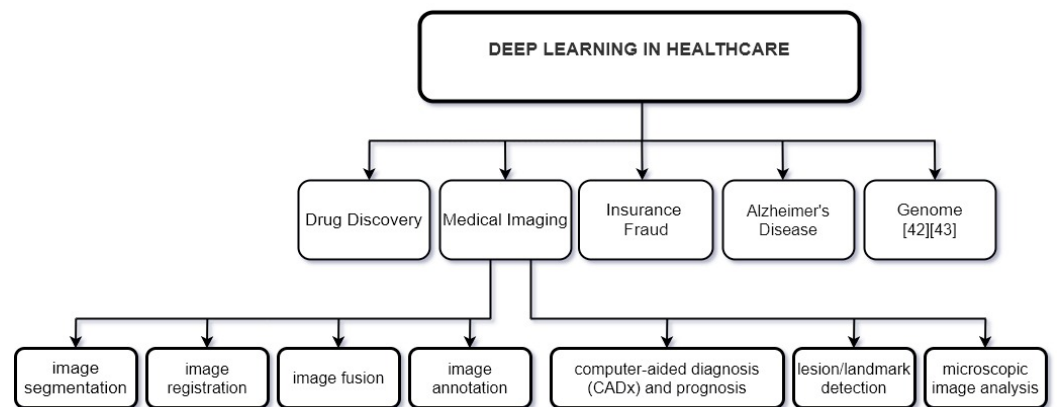 DEEP LEARNING IN HEALTHCARE
Drug Discovery
Medical Imaging
Insurance
Fraud
Alzheimer's
Disease
Genome
[42][43]
image
segmentation
image
registration
image fusion
image
annotation
computer-aided diagnosis
(CADx) and prognosis
lesion/landmark
detection
microscopic
image analysis